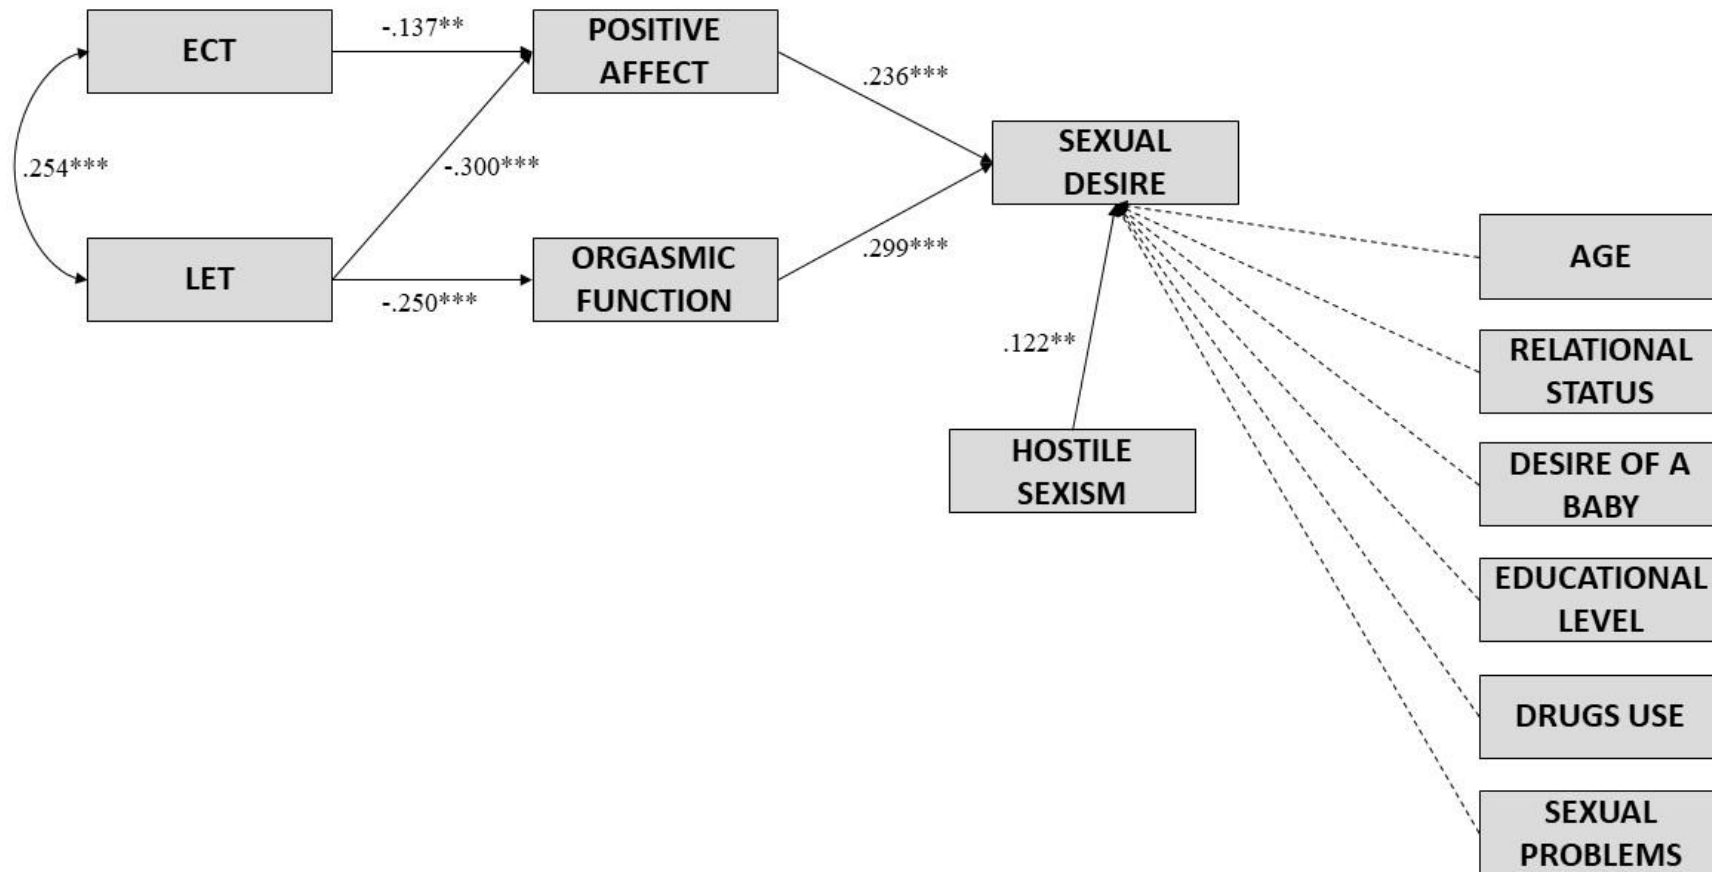 ECT
-.137**
POSITIVE
AFFECT
.236***
SEXUAL
DESIRE
.254***
-.300***
LET
-.250***
ORGASMIC
FUNCTION
.299***
AGE
.122**
RELATIONAL
STATUS
HOSTILE
SEXISM
DESIRE OF A
BABY
EDUCATIONAL
LEVEL
DRUGS USE
SEXUAL
PROBLEMS